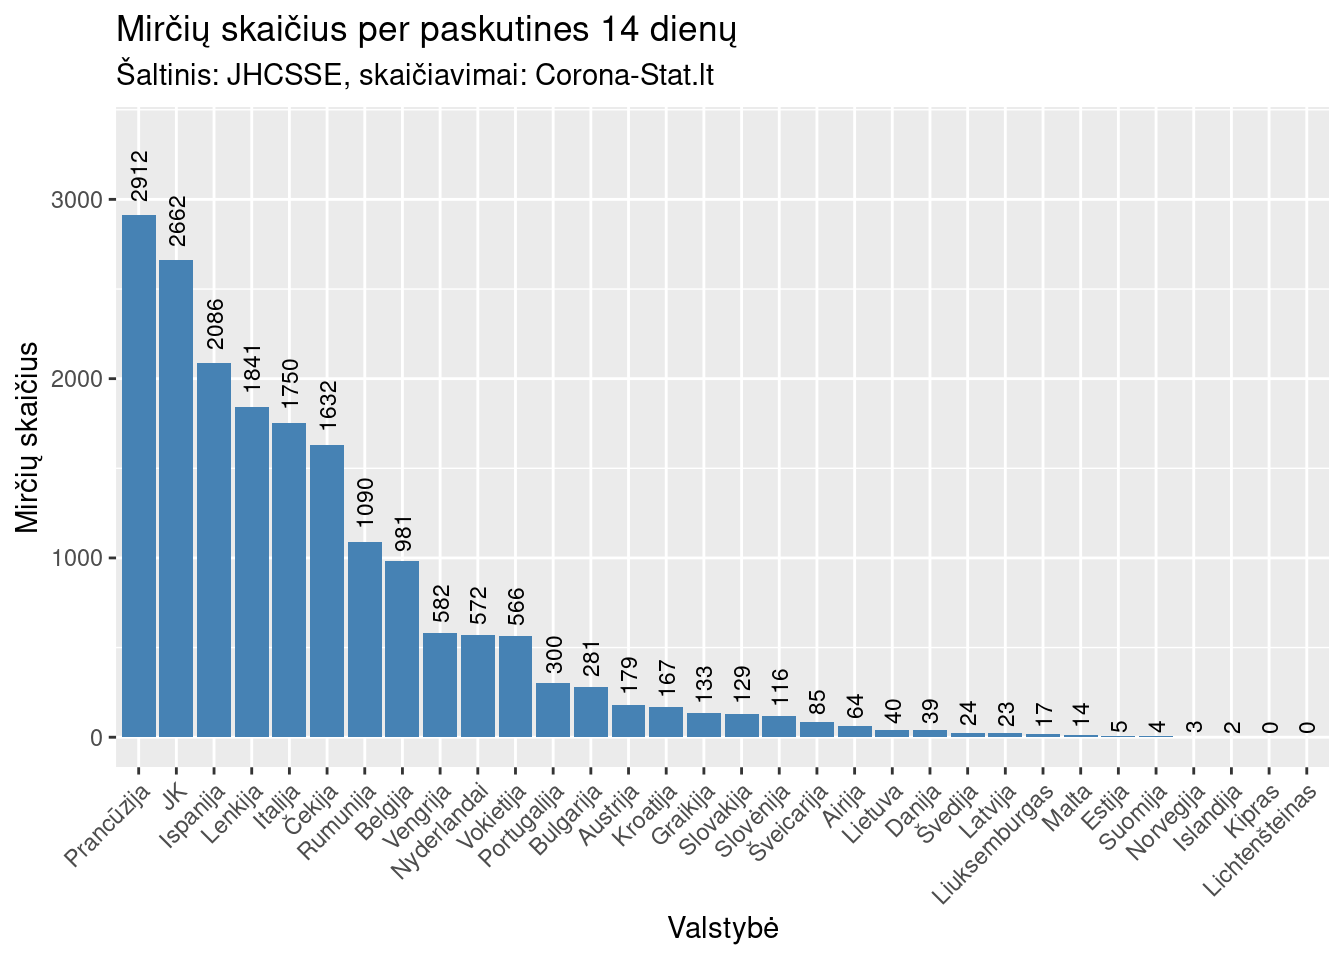 Mirčių skaičius per paskutines 14 dienų
Šaltinis: JHCSSE, skaičiavimai: Corona-Stat.lt
Mirčių skaičius
3000
2000
1000
0
2912
2662
2086
1841
1750
1632
1090
981
582
572
566
300
281
179
167
133
129
116
85
64
40
39
24
23
17
14
5
4
3
2
0
0
Prancūzija
JK
Ispanija
Lenkija
Italija
Čekija
Rumunija
Belgija
Vengrija
Nyderlandai
Vokietija
Portugalija
Bulgarija
Austrija
Kroatija
Graikija
Slovakija
Slovėnija
Šveicarija
Airija
Lietuva
Danija
Švedija
Latvija
Liuksemburgas
Malta
Estija
Suomija
Norvegija
Islandija
Kipras
Lichtenšteinas
Valstybė